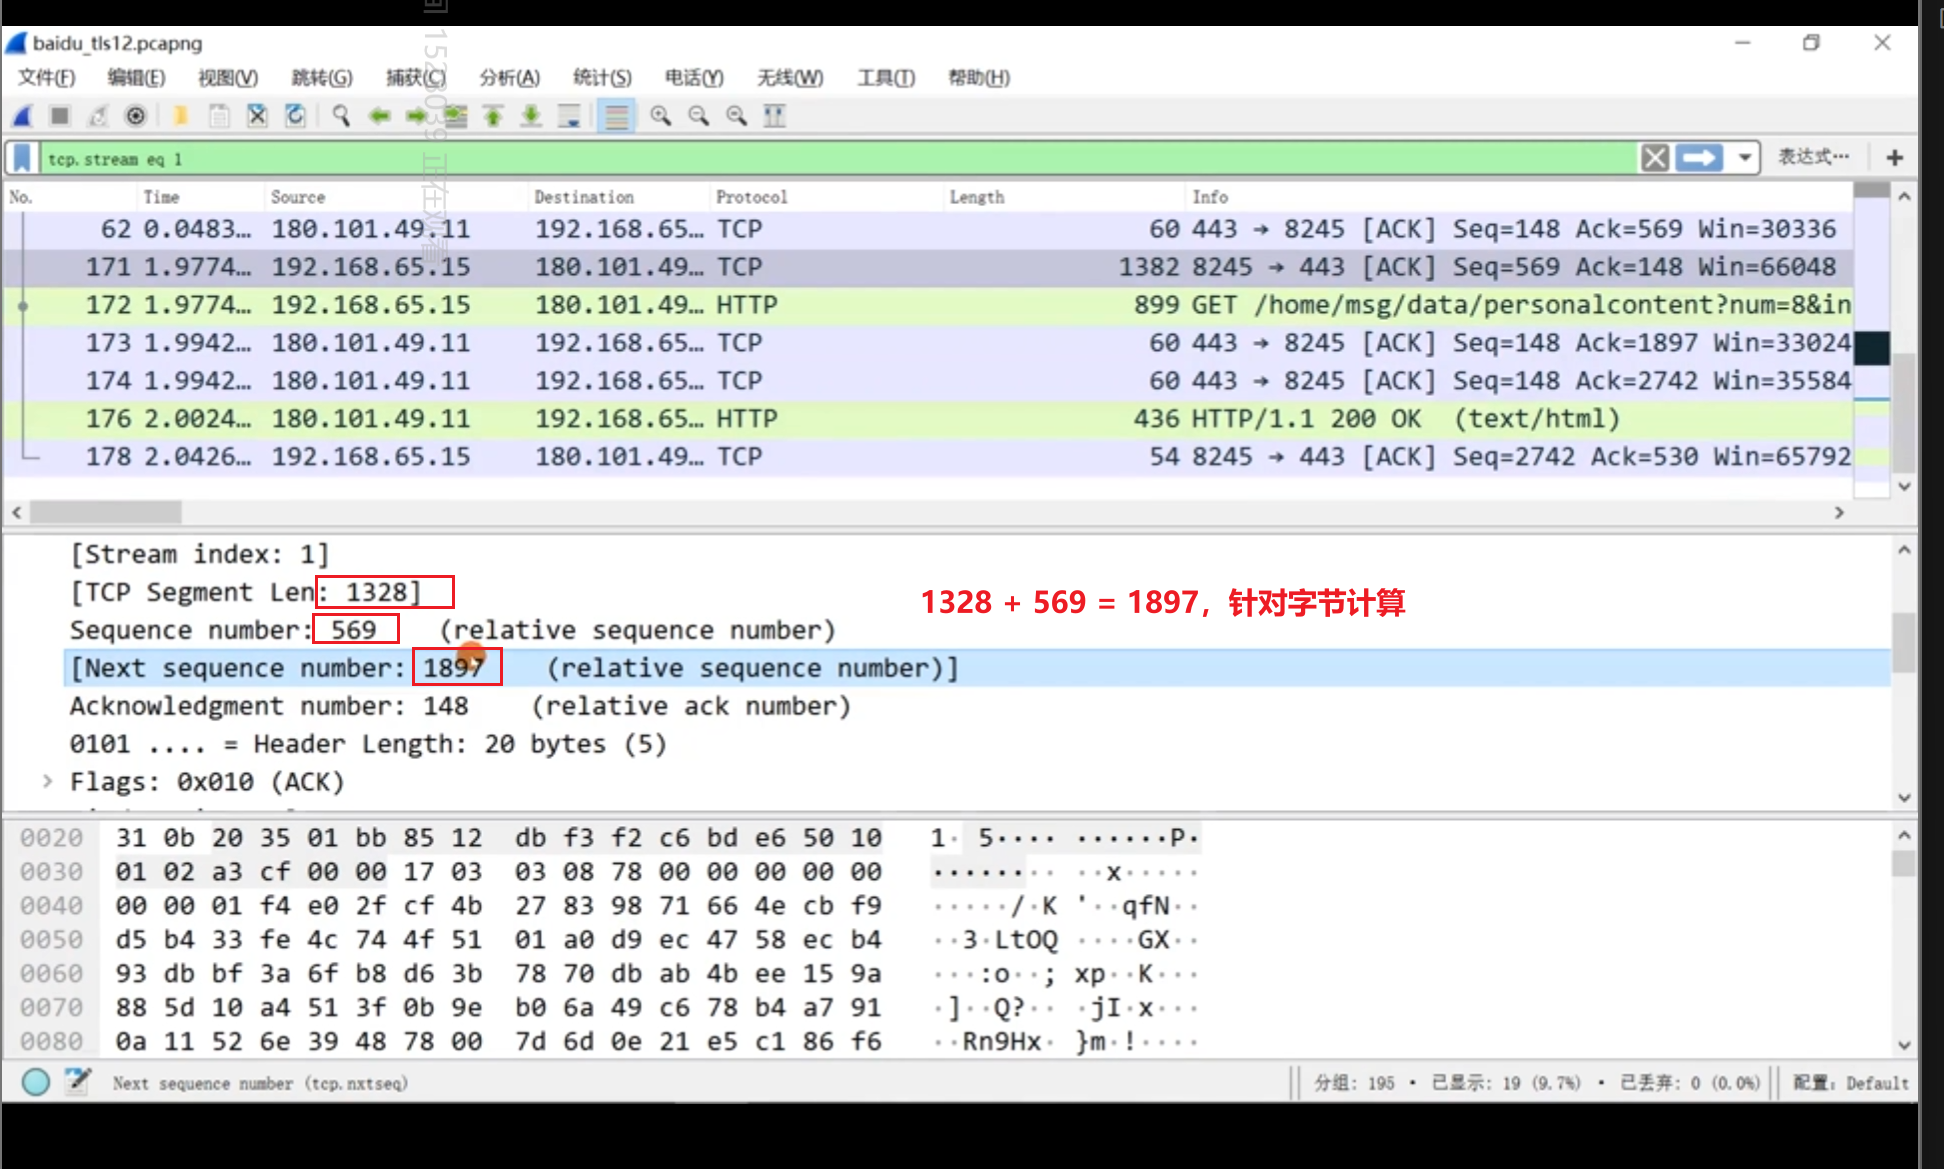 baidu_tls12.pcapng
文件(F) 编辑(E) 视图(V) 跳转(G) 捕获(C) 分析(A) 统计(S) 电话(Y) 无线(W) 工具(T) 帮助(H)
tcp.stream eq 1 表达式…
No. Time Source Destination Protocol Length Info
62 0.0483… 180.101.49.11 192.168.65… TCP 60 443 → 8245 [ACK] Seq=148 Ack=569 Win=30336
171 1.9774… 192.168.65.15 180.101.49… TCP 1382 8245 → 443 [ACK] Seq=569 Ack=148 Win=66048
172 1.9774… 192.168.65.15 180.101.49… HTTP 899 GET /home/msg/data/personalcontent?num=8&in
173 1.9942… 180.101.49.11 192.168.65… TCP 60 443 → 8245 [ACK] Seq=148 Ack=1897 Win=33024
174 1.9942… 180.101.49.11 192.168.65… TCP 60 443 → 8245 [ACK] Seq=148 Ack=2742 Win=35584
176 2.0024… 180.101.49.11 192.168.65… HTTP 436 HTTP/1.1 200 OK (text/html)
178 2.0426… 192.168.65.15 180.101.49… TCP 54 8245 → 443 [ACK] Seq=2742 Ack=530 Win=65792
[Stream index: 1]
[TCP Segment Len: 1328]
1328 + 569 = 1897，针对字节计算
Sequence number: 569 (relative sequence number)
[Next sequence number: 1897 (relative sequence number)]
Acknowledgment number: 148 (relative ack number)
0101 .... = Header Length: 20 bytes (5)
Flags: 0x010 (ACK)
0020 31 0b 20 35 01 bb 85 12 db f3 f2 c6 bd e6 50 10 1· 5···· ······P·
0030 01 02 a3 cf 00 00 17 03 03 08 78 00 00 00 00 00 ········ ··x·····
0040 00 00 01 f4 e0 2f cf 4b 27 83 98 71 66 4e cb f9 ·····/·K '··qfN··
0050 d5 b4 33 fe 4c 74 4f 51 01 a0 d9 ec 47 58 ec b4 ··3·LtOQ ····GX··
0060 93 db bf 3a 6f b8 d6 3b 78 70 db ab 4b ee 15 9a ···:o··; xp··K···
0070 88 5d 10 a4 51 3f 0b 9e b0 6a 49 c6 78 b4 a7 91 ·]··Q?·· ·jI·x···
0080 0a 11 52 6e 39 48 78 00 7d 6d 0e 21 e5 c1 86 f6 ··Rn9Hx· }m·!····
Next sequence number (tcp.nxtseq) 分组: 195 · 已显示: 19 (9.7%) · 已丢弃: 0 (0.0%) 配置: Default